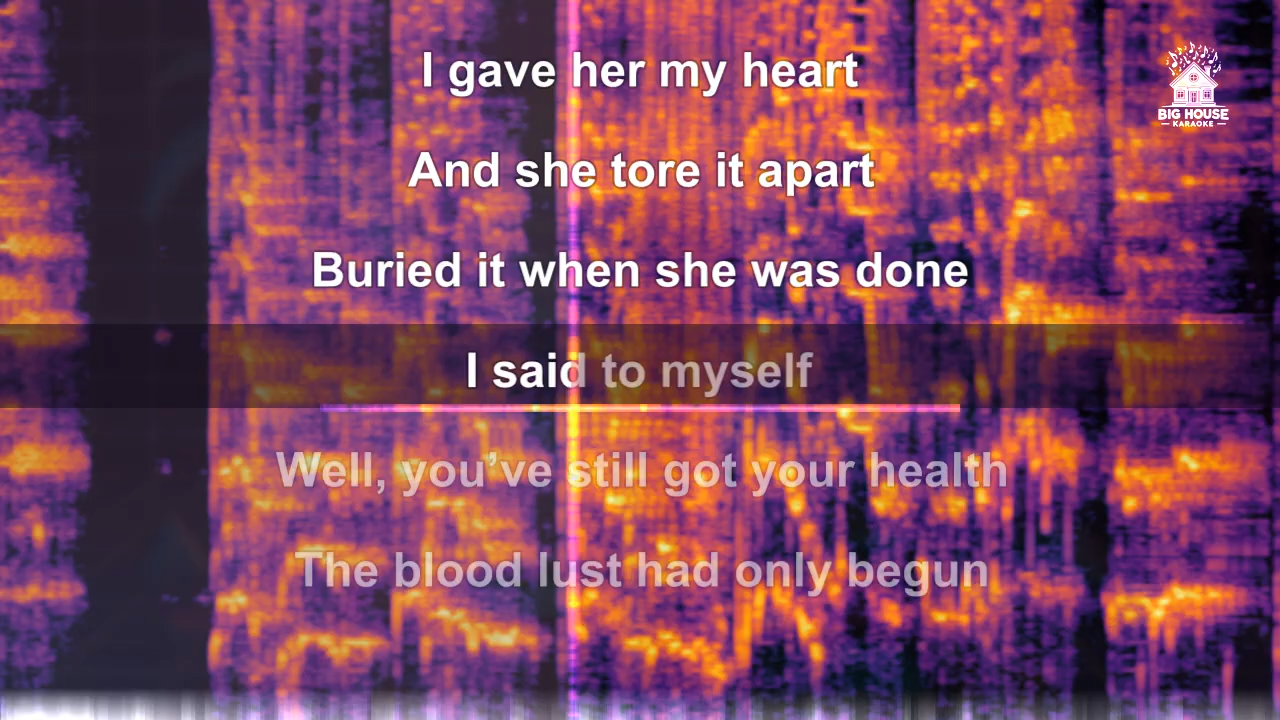 I gave her my heart
And she tore it apart
Buried it when she was done
I said to myself
Well, you’ve still got your health
The blood lust had only begun
BIG HOUSE
KARAOKE